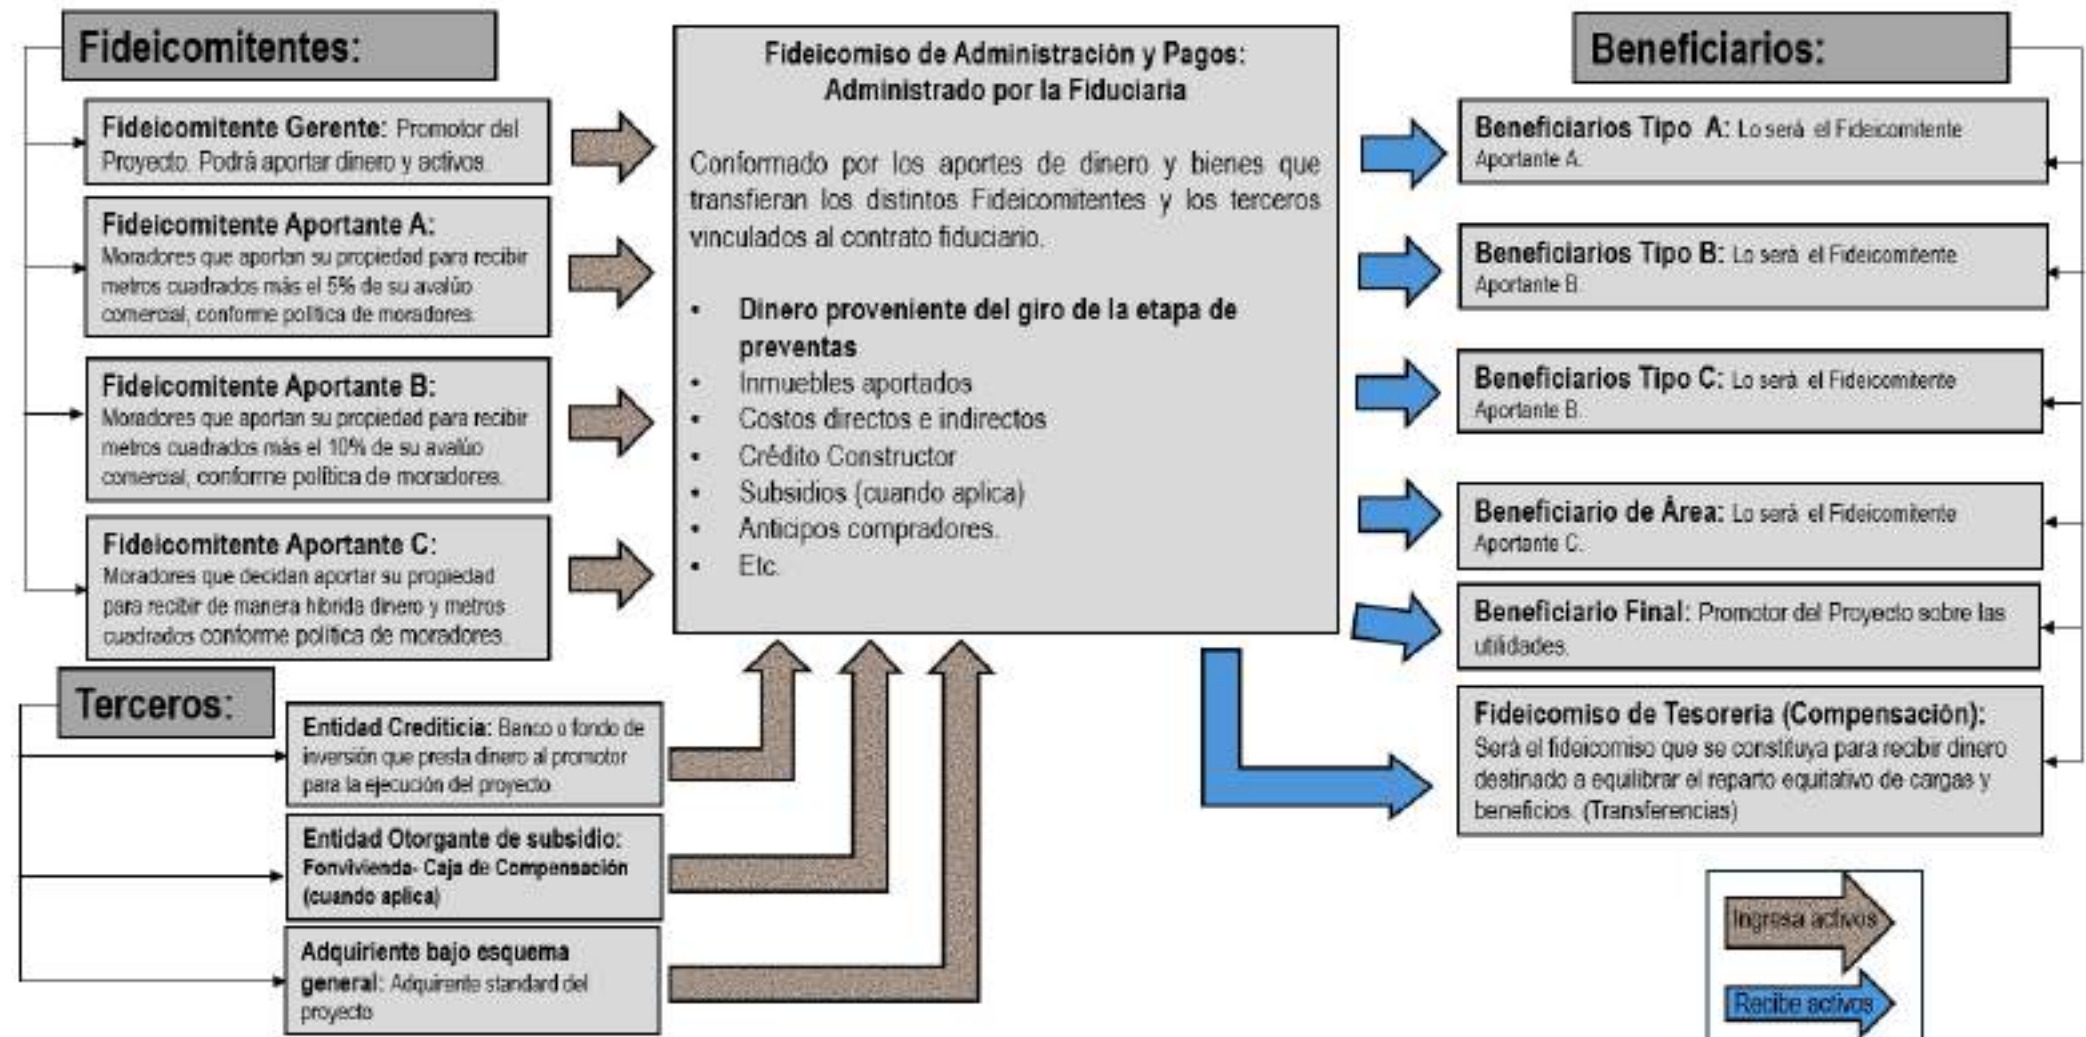 Fideicomitentes:
Fideicomitente Gerente: Promotor del
Proyecto. Podrá aportar dinero y activos.
Fideicomitente Aportante A:
Moradores que aportan su propiedad para recibir
metros cuadrados más el 5% de su avalúo
comercial, conforme política de moradores.
Fideicomitente Aportante B:
Moradores que aportan su propiedad para recibir
metros cuadrados más el 10% de su avalúo
comercial, conforme política de moradores.
Fideicomitente Aportante C:
Moradores que decidan aportar su propiedad
para recibir de manera híbrida dinero y metros
cuadrados conforme política de moradores.
Terceros:
Entidad Crediticia: Banco o fondo de
inversión que presta dinero al promotor
para la ejecución del proyecto
Entidad Otorgante de subsidio:
Fonvivienda- Caja de Compensación
(cuando aplica)
Adquiriente bajo esquema
general: Adquirente standard del
proyecto
Fideicomiso de Administración y Pagos:
Administrado por la Fiduciaria
Conformado por los aportes de dinero y bienes que
transfieran los distintos Fideicomitentes y los terceros
vinculados al contrato fiduciario.
• Dinero proveniente del giro de la etapa de
preventas
• Inmuebles aportados
• Costos directos e indirectos
• Crédito Constructor
• Subsidios (cuando aplica)
• Anticipos compradores.
• Etc.
Beneficiarios:
Beneficiarios Tipo A: Lo será el Fideicomitente
Aportante A.
Beneficiarios Tipo B: Lo será el Fideicomitente
Aportante B.
Beneficiarios Tipo C: Lo será el Fideicomitente
Aportante B.
Beneficiario de Área: Lo será el Fideicomitente
Aportante C.
Beneficiario Final: Promotor del Proyecto sobre las
utilidades.
Fideicomiso de Tesorería (Compensación):
Será el fideicomiso que se constituya para recibir dinero
destinado a equilibrar el reparto equitativo de cargas y
beneficios. (Transferencias)
Ingresa activos
Recibe activos